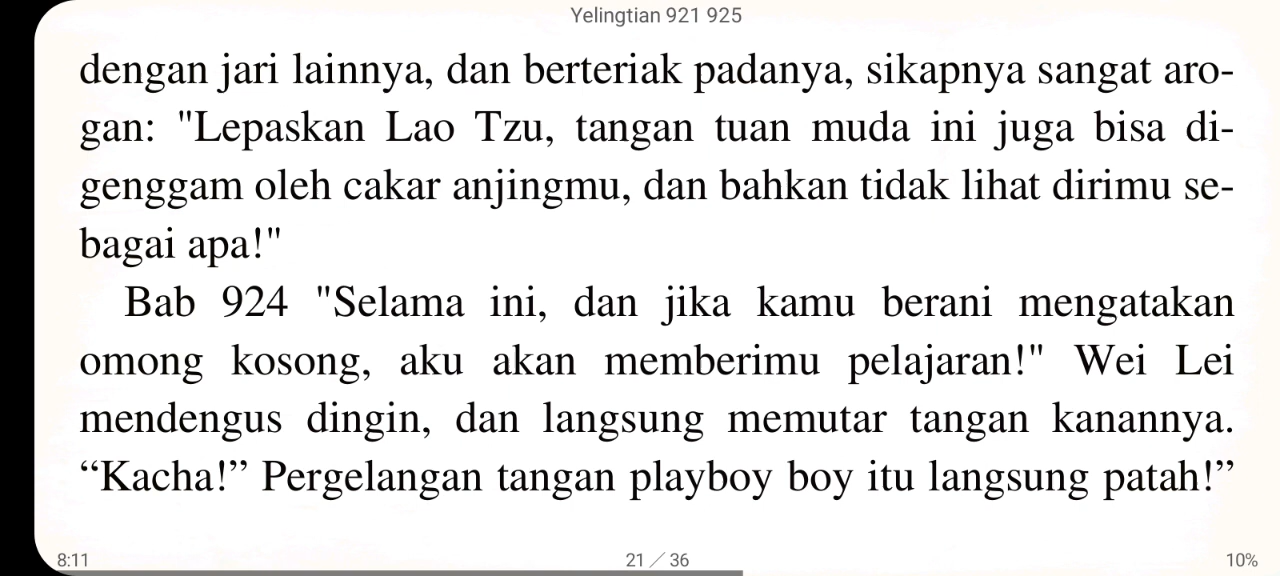 Yelingtian 921 925
dengan jari lainnya, dan berteriak padanya, sikapnya sangat aro-
gan: "Lepaskan Lao Tzu, tangan tuan muda ini juga bisa di-
genggam oleh cakar anjingmu, dan bahkan tidak lihat dirimu se-
bagai apa!"
Bab 924 "Selama ini, dan jika kamu berani mengatakan
omong kosong, aku akan memberimu pelajaran!" Wei Lei
mendengus dingin, dan langsung memutar tangan kanannya.
“Kacha!” Pergelangan tangan playboy boy itu langsung patah!”
8:11
21 / 36
10%